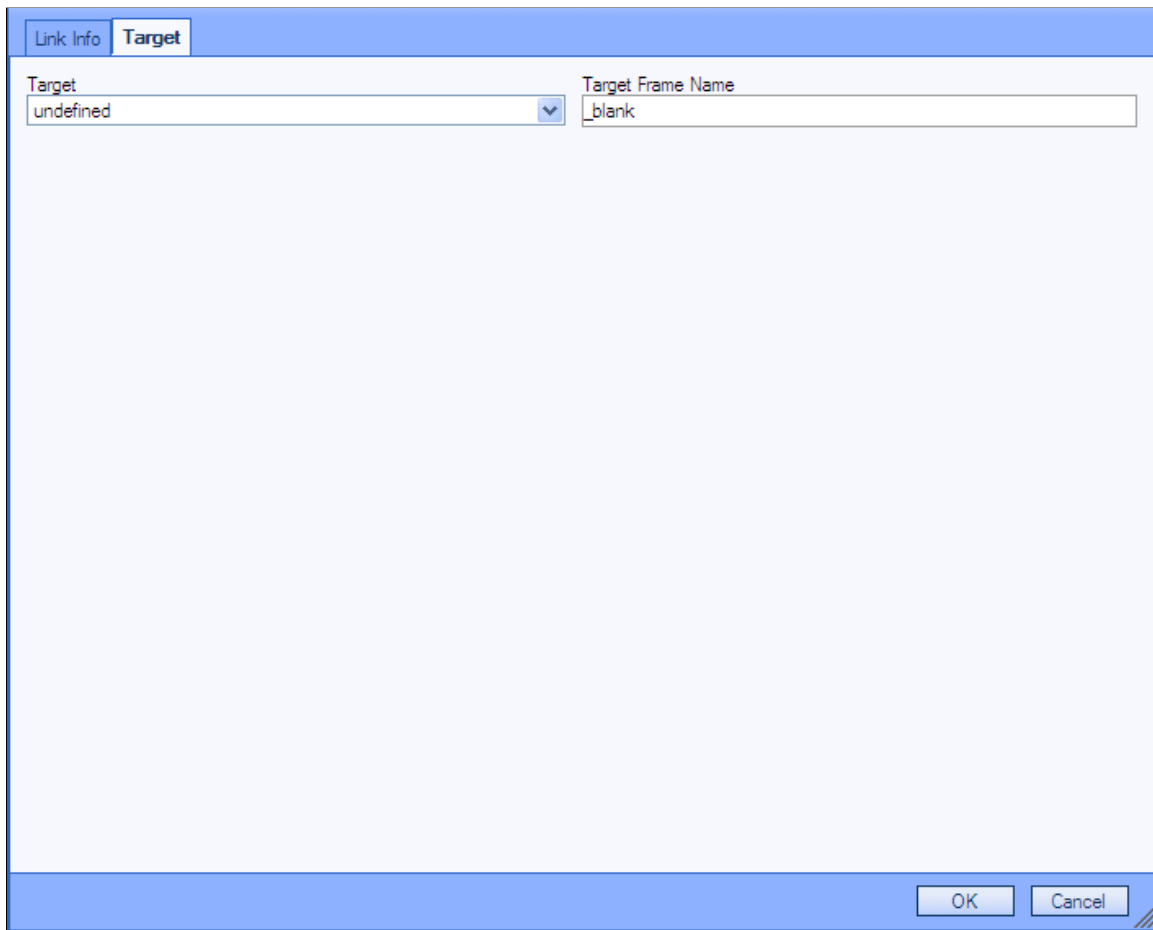 Link Info Target
Target Target Frame Name
undefined _blank
OK Cancel